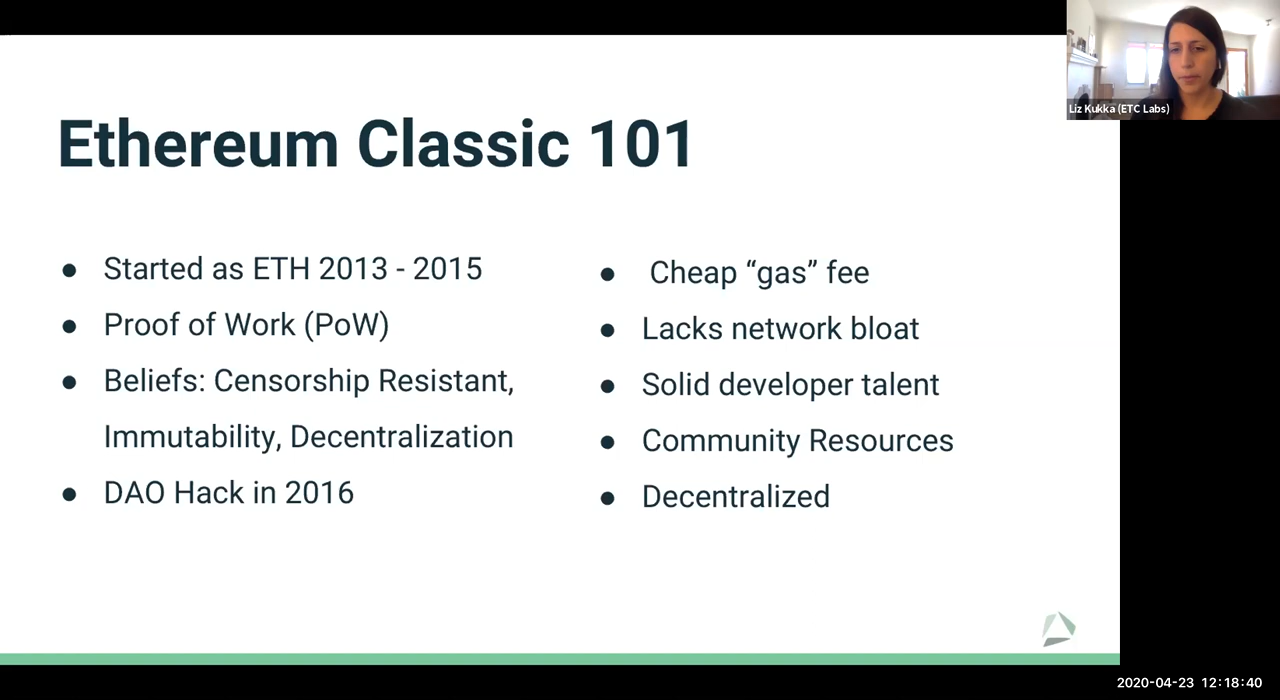 Liz Kukka (ETC Labs)
Ethereum Classic 101
● Started as ETH 2013 - 2015
● Proof of Work (PoW)
● Beliefs: Censorship Resistant,
Immutability, Decentralization
● DAO Hack in 2016
● Cheap “gas” fee
● Lacks network bloat
● Solid developer talent
● Community Resources
● Decentralized
2020-04-23 12:18:40